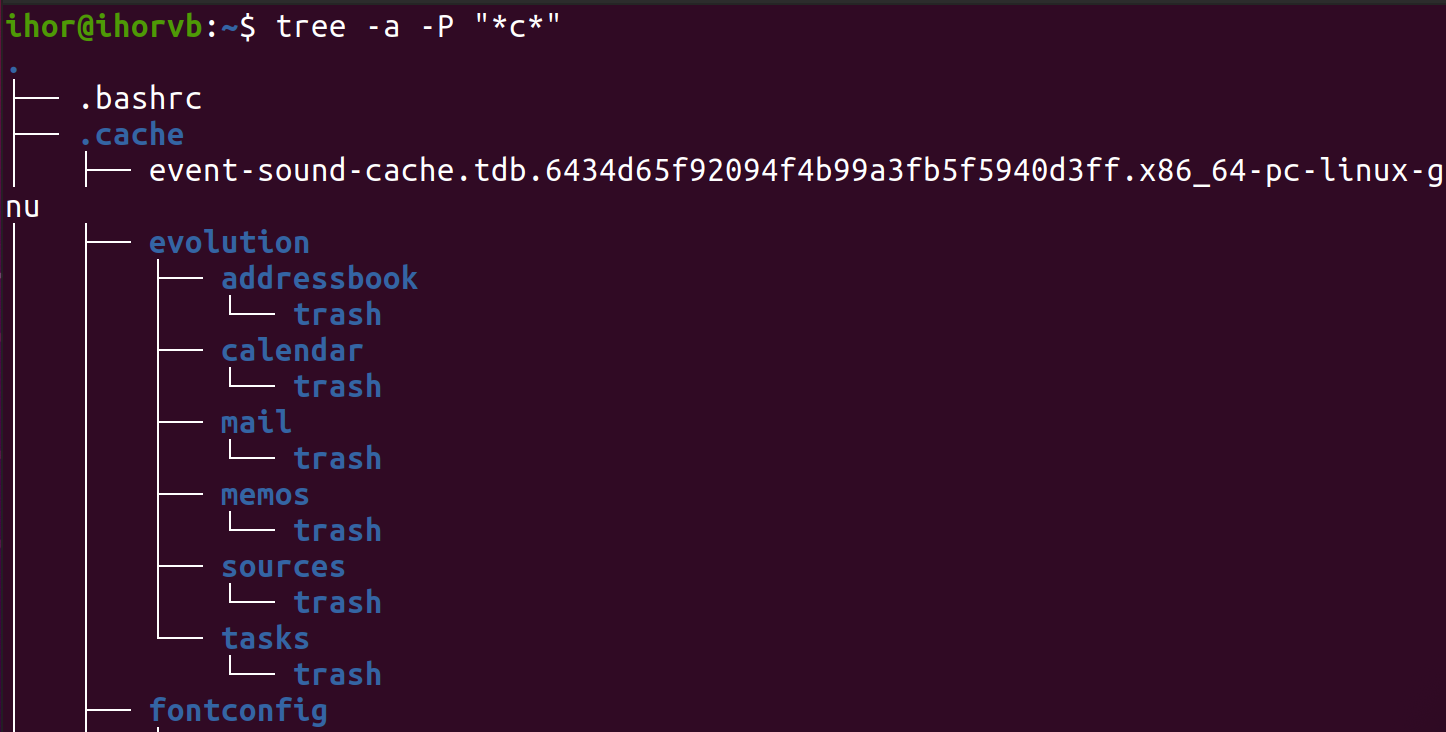 ihor@ihorvb:~$ tree -a -P "*c*"
.
├── .bashrc
├── .cache
│   ├── event-sound-cache.tdb.6434d65f92094f4b99a3fb5f5940d3ff.x86_64-pc-linux-g
nu
│   ├── evolution
│   │   ├── addressbook
│   │   │   └── trash
│   │   ├── calendar
│   │   │   └── trash
│   │   ├── mail
│   │   │   └── trash
│   │   ├── memos
│   │   │   └── trash
│   │   ├── sources
│   │   │   └── trash
│   │   └── tasks
│   │       └── trash
│   ├── fontconfig